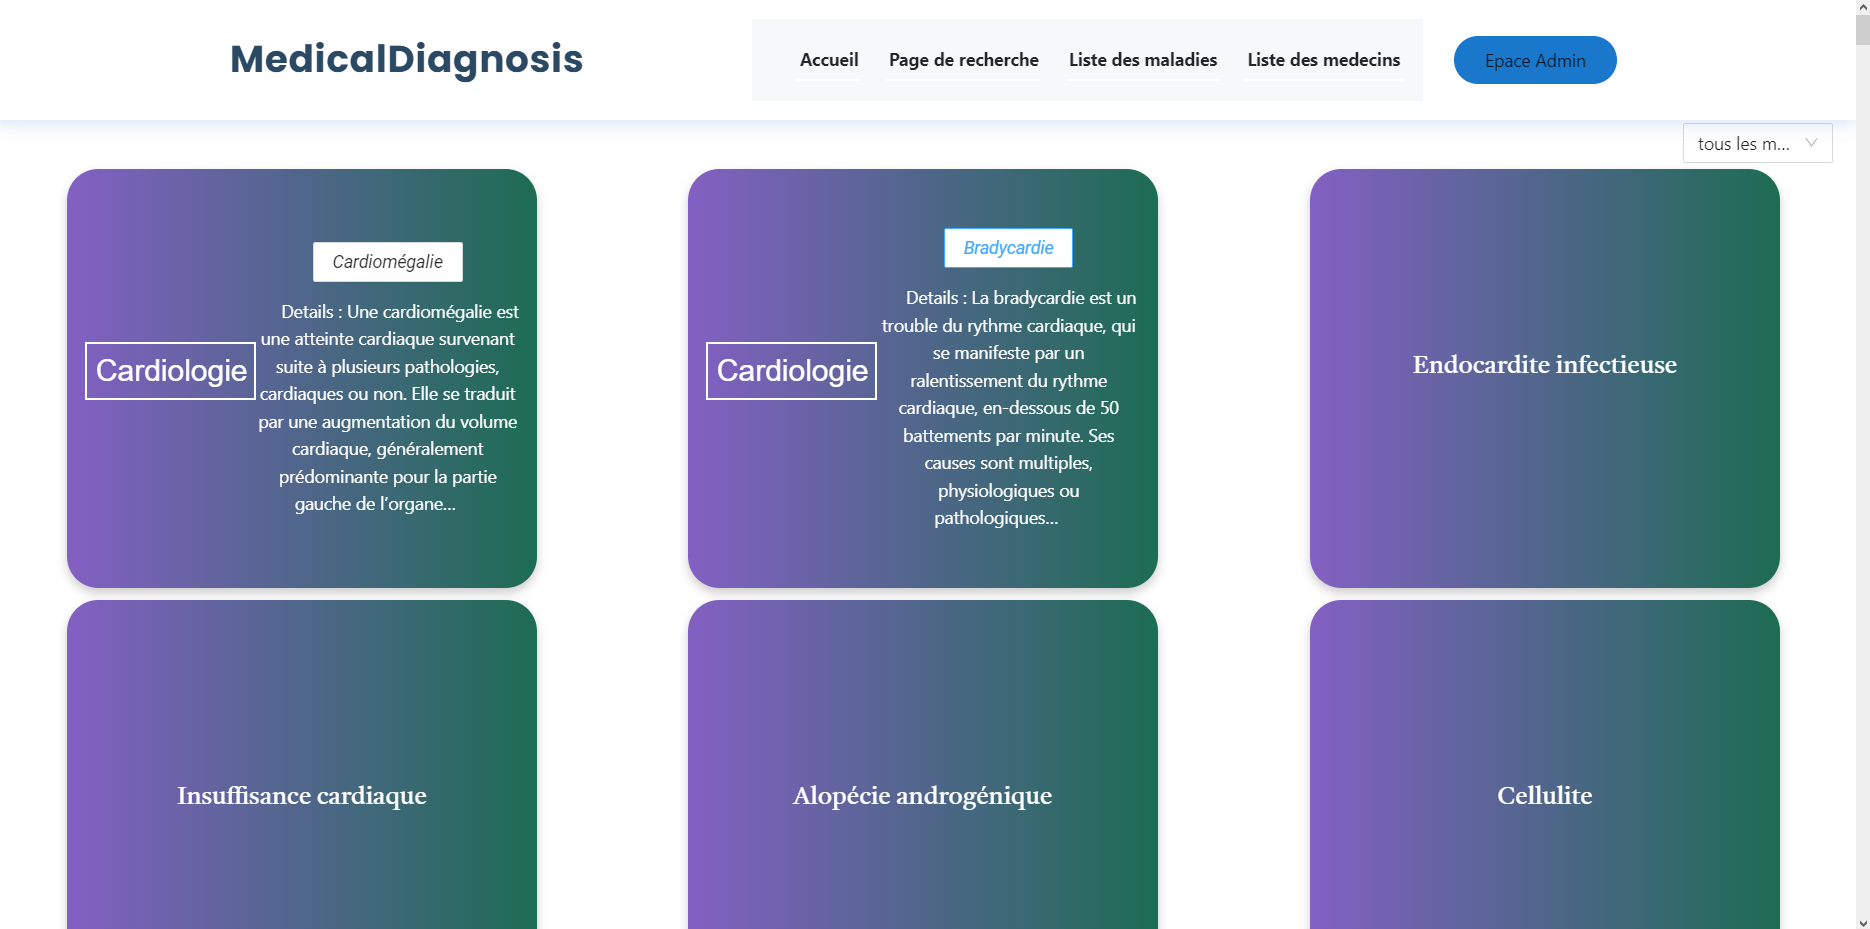 MedicalDiagnosis
Accueil
Page de recherche
Liste des maladies
Liste des medecins
Epace Admin
tous les m...
Cardiologie
Cardiomégalie
Details : Une cardiomégalie est
une atteinte cardiaque survenant
suite à plusieurs pathologies,
cardiaques ou non. Elle se traduit
par une augmentation du volume
cardiaque, généralement
prédominante pour la partie
gauche de l’organe...
Cardiologie
Bradycardie
Details : La bradycardie est un
trouble du rythme cardiaque, qui
se manifeste par un
ralentissement du rythme
cardiaque, en-dessous de 50
battements par minute. Ses
causes sont multiples,
physiologiques ou
pathologiques...
Endocardite infectieuse
Insuffisance cardiaque
Alopécie androgénique
Cellulite